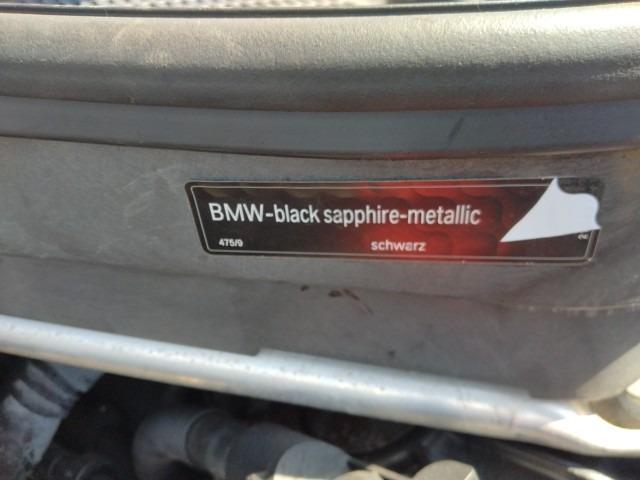 BMW-black sapphire-metallic
475/9 schwarz